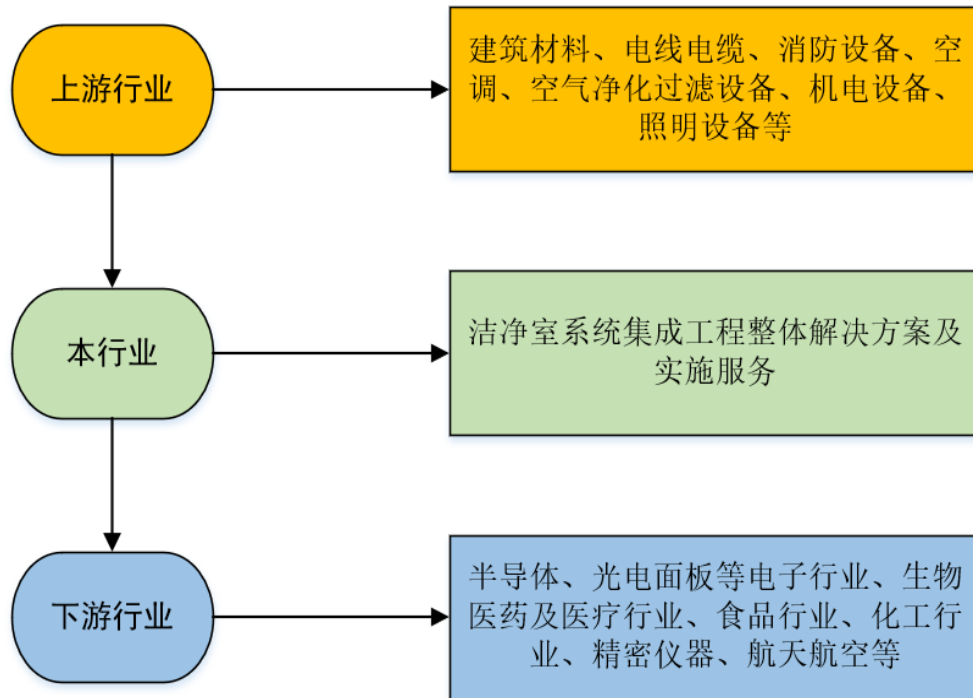 上游行业
建筑材料、电线电缆、消防设备、空
调、空气净化过滤设备、机电设备、
照明设备等
本行业
洁净室系统集成工程整体解决方案及
实施服务
下游行业
半导体、光电面板等电子行业、生物
医药及医疗行业、食品行业、化工行
业、精密仪器、航天航空等